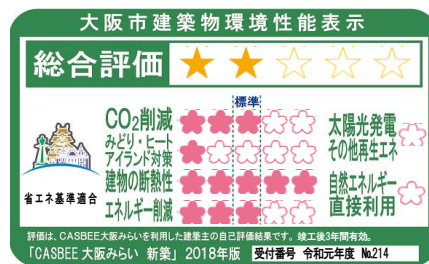 大阪市建築物環境性能表示
総合評価
標準
CO₂削減
みどり・ヒート
アイランド対策
建物の断熱性
エネルギー削減
太陽光発電
その他再生エネ
自然エネルギー
直接利用
省エネ基準適合
評価は、CASBEE大阪みらいを利用した建築主の自己評価結果です。竣工後3年間有効。
「CASBEE大阪みらい 新築」2018年版 受付番号 令和元年度 №214